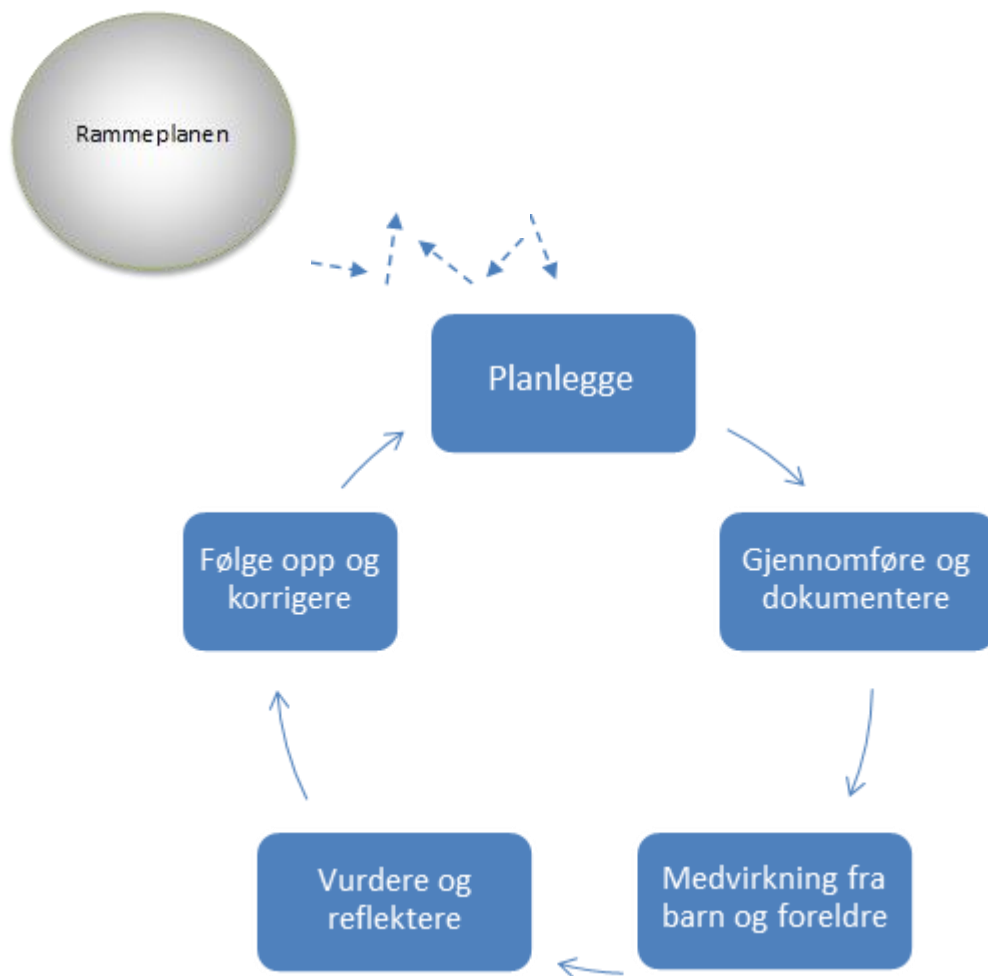 Rammeplanen
Planlegge
Gjennomføre og
dokumentere
Medvirkning fra
barn og foreldre
Vurdere og
reflektere
Følge opp og
korrigere